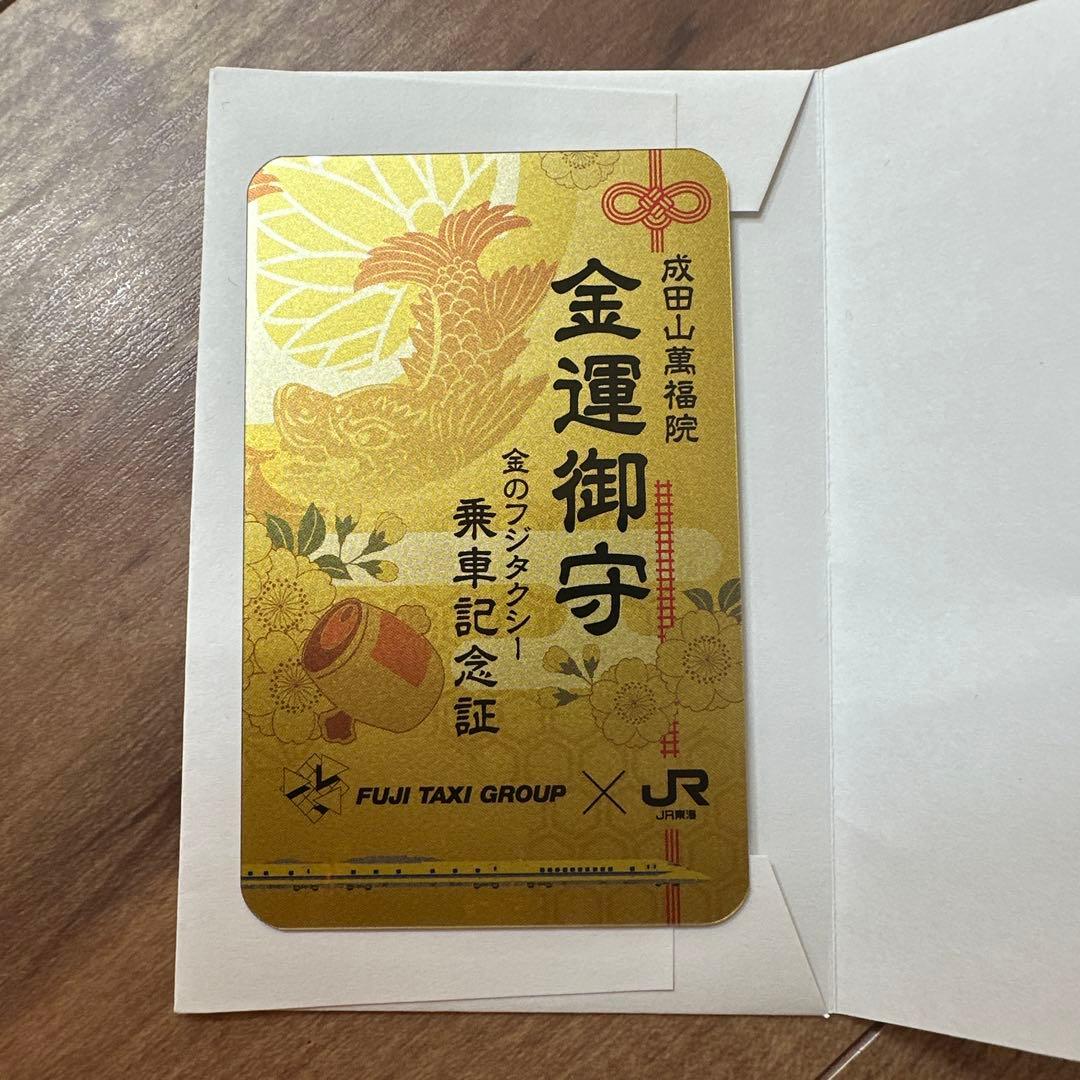 成田山萬福院
金運御守
金のフジタクシー
乗車記念証
FUJI TAXI GROUP × JR
JR東海